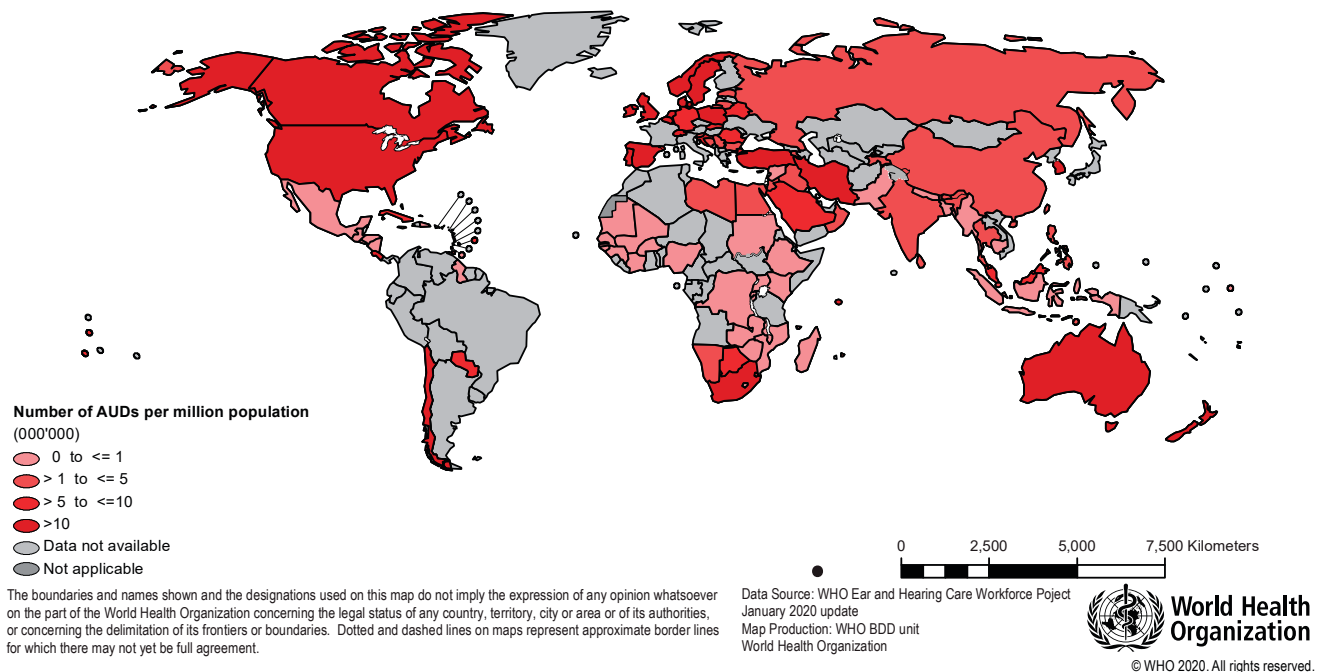 Number of AUDs per million population
(000'000)
0 to <= 1
> 1 to <= 5
> 5 to <=10
>10
Data not available
Not applicable
0 2,500 5,000 7,500 Kilometers
The boundaries and names shown and the designations used on this map do not imply the expression of any opinion whatsoever
on the part of the World Health Organization concerning the legal status of any country, territory, city or area or of its authorities,
or concerning the delimitation of its frontiers or boundaries. Dotted and dashed lines on maps represent approximate border lines
for which there may not yet be full agreement.
Data Source: WHO Ear and Hearing Care Workforce Poject
January 2020 update
Map Production: WHO BDD unit
World Health Organization
World Health
Organization
© WHO 2020. All rights reserved.